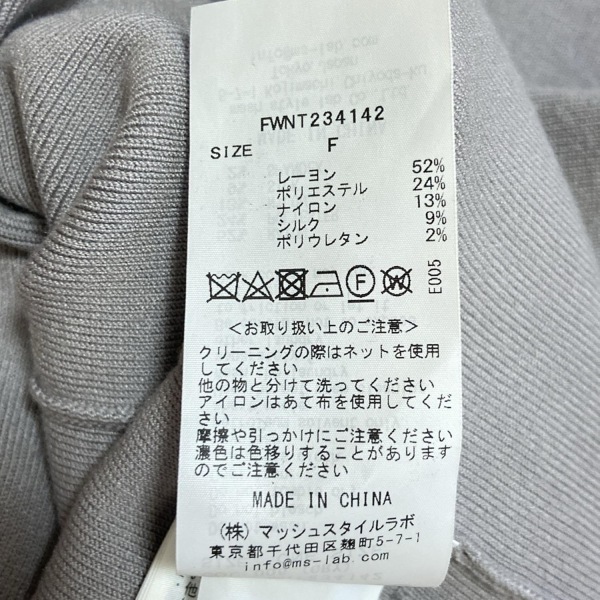 FWNT234142
SIZE F
レーヨン 52%
ポリエステル 24%
ナイロン 13%
シルク 9%
ポリウレタン 2%
F W
E005
<お取り扱い上のご注意>
クリーニングの際はネットを使用
してください
他の物と分けて洗ってください
アイロンはあて布を使用してくださ
い
摩擦や引っかけにご注意ください
濃色は色移りすることがあります
のでご注意ください
MADE IN CHINA
(株) マッシュスタイルラボ
東京都千代田区麹町5-7-1
info@ms-lab.com